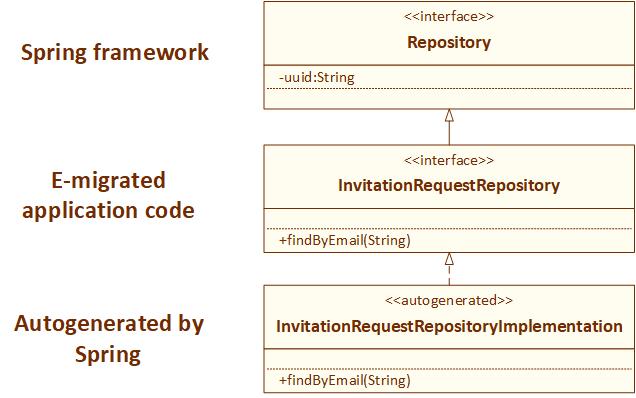 <<interface>>
Spring framework
Repository
-uuid:String
<<interface>>
E-migrated
application code
InvitationRequestRepository
+findByEmail(String)
<<autogenerated>>
Autogenerated by
Spring
InvitationRequestRepositoryImplementation
+findByEmail(String)